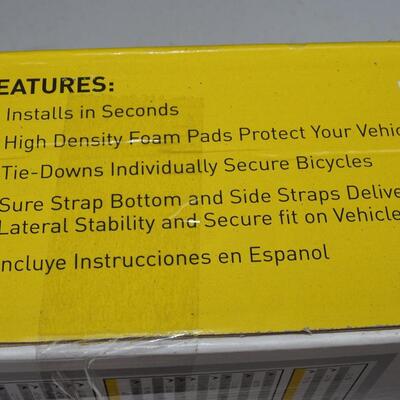 EATURES:
Installs in Seconds
High Density Foam Pads Protect Your Vehic
Tie-Downs Individually Secure Bicycles
Sure Strap Bottom and Side Straps Delive
Lateral Stability and Secure fit on Vehicle
ncluye Instrucciones en Espanol